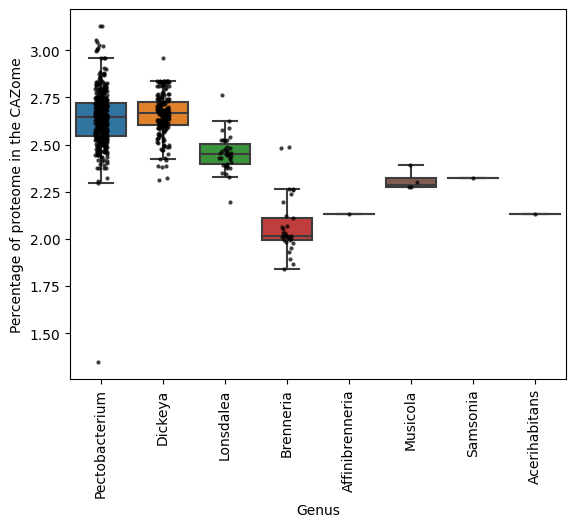 Percentage of proteome in the CAZome
3.00
2.75
2.50
2.25
2.00
1.75
1.50
Pectobacterium
Dickeya
Lonsdalea
Brenneria
Affinibrenneria
Musicola
Samsonia
Acerihabitans
Genus